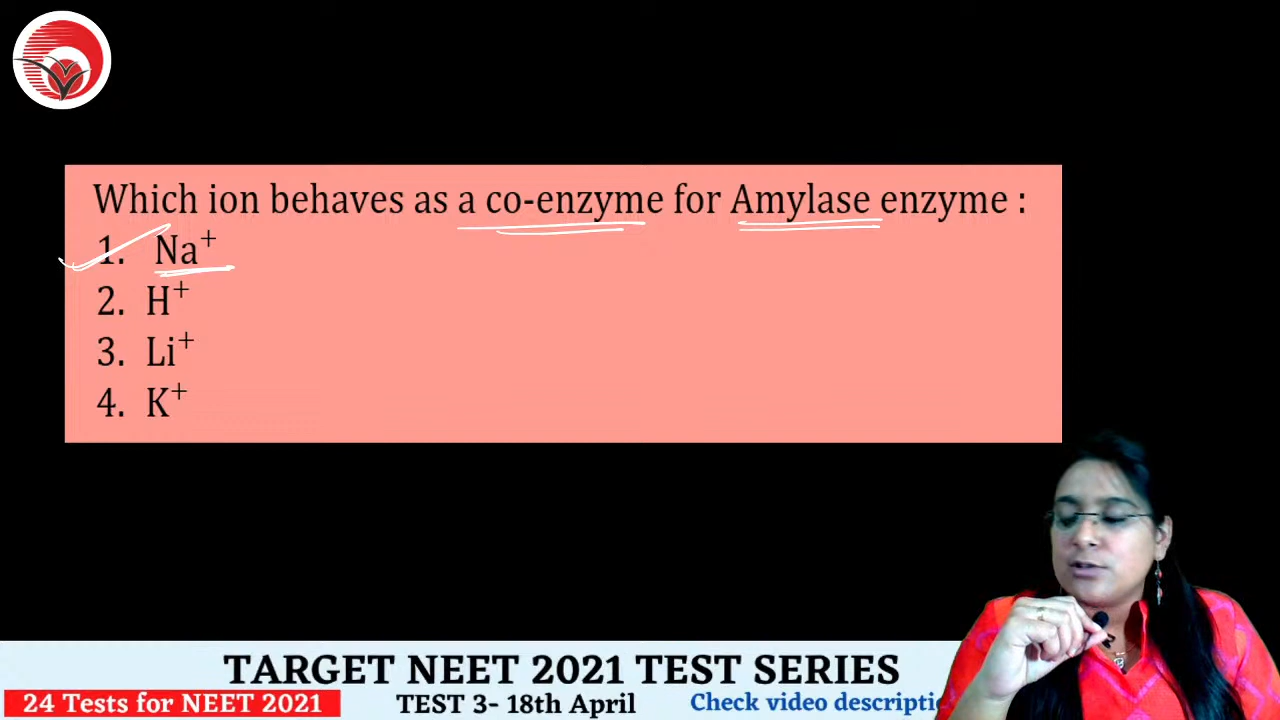 Which ion behaves as a co-enzyme for Amylase enzyme :
1. Na⁺
2. H⁺
3. Li⁺
4. K⁺
TARGET NEET 2021 TEST SERIES
24 Tests for NEET 2021
TEST 3- 18th April
Check video